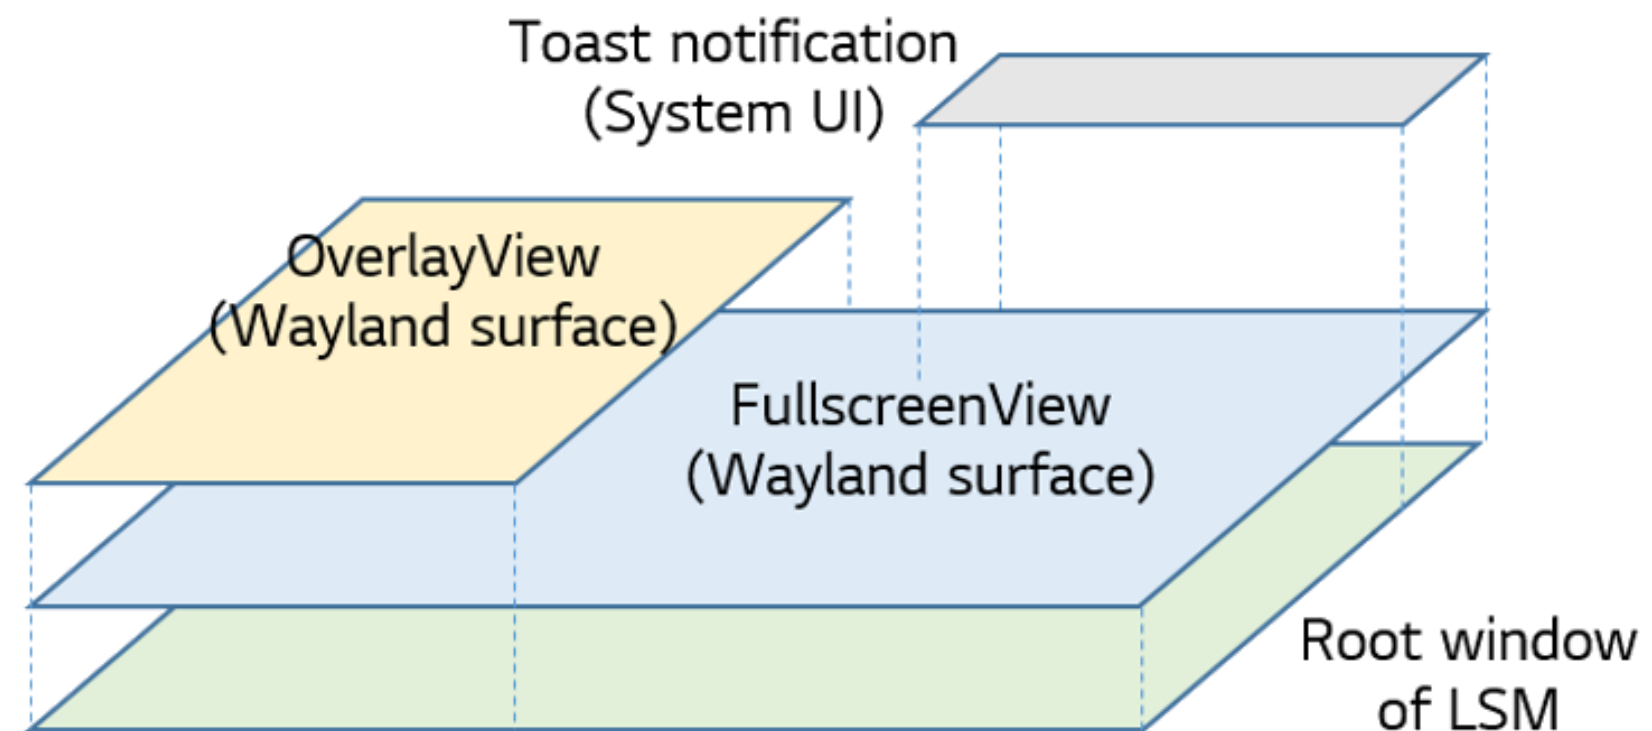 Toast notification
(System UI)
OverlayView
(Wayland surface)
FullscreenView
(Wayland surface)
Root window
of LSM